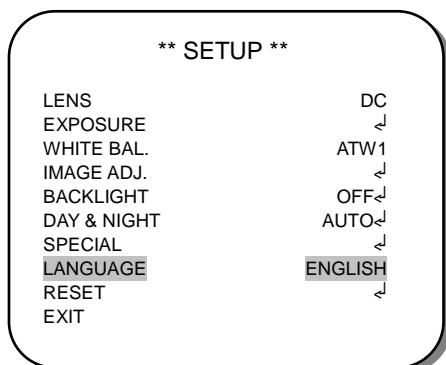 ** SETUP **
LENS DC
EXPOSURE ↲
WHITE BAL. ATW1
IMAGE ADJ. ↲
BACKLIGHT OFF↲
DAY & NIGHT AUTO↲
SPECIAL ↲
LANGUAGE ENGLISH
RESET ↲
EXIT